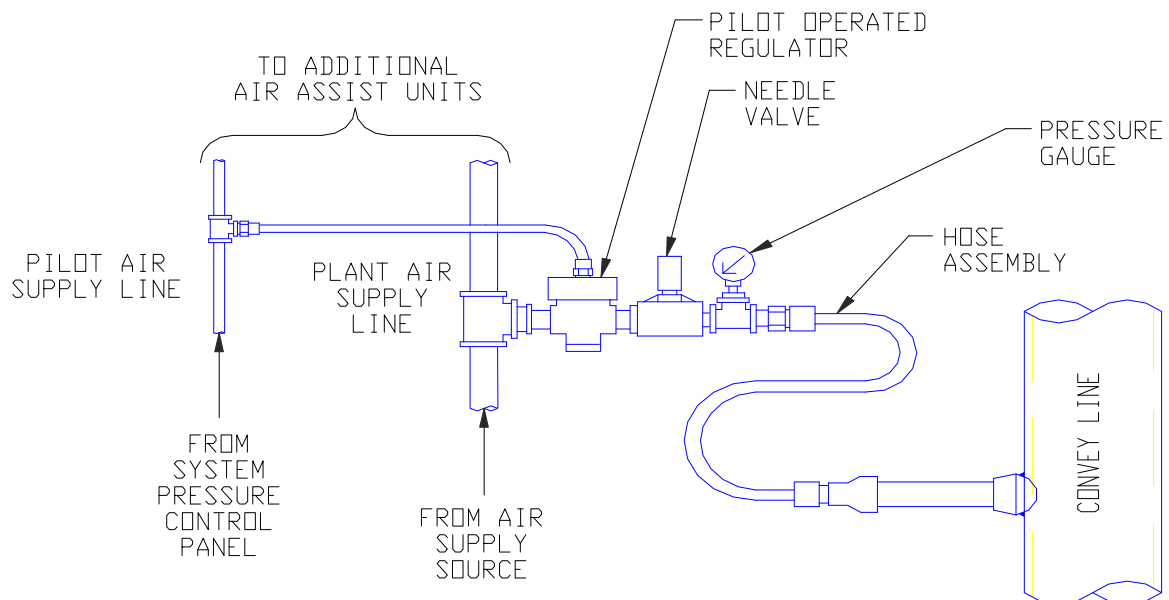 PILOT OPERATED
REGULATOR
TO ADDITIONAL
AIR ASSIST UNITS
NEEDLE
VALVE
PRESSURE
GAUGE
HOSE
ASSEMBLY
PILOT AIR
SUPPLY LINE
PLANT AIR
SUPPLY
LINE
CONVEY LINE
FROM
SYSTEM
PRESSURE
CONTROL
PANEL
FROM AIR
SUPPLY
SOURCE